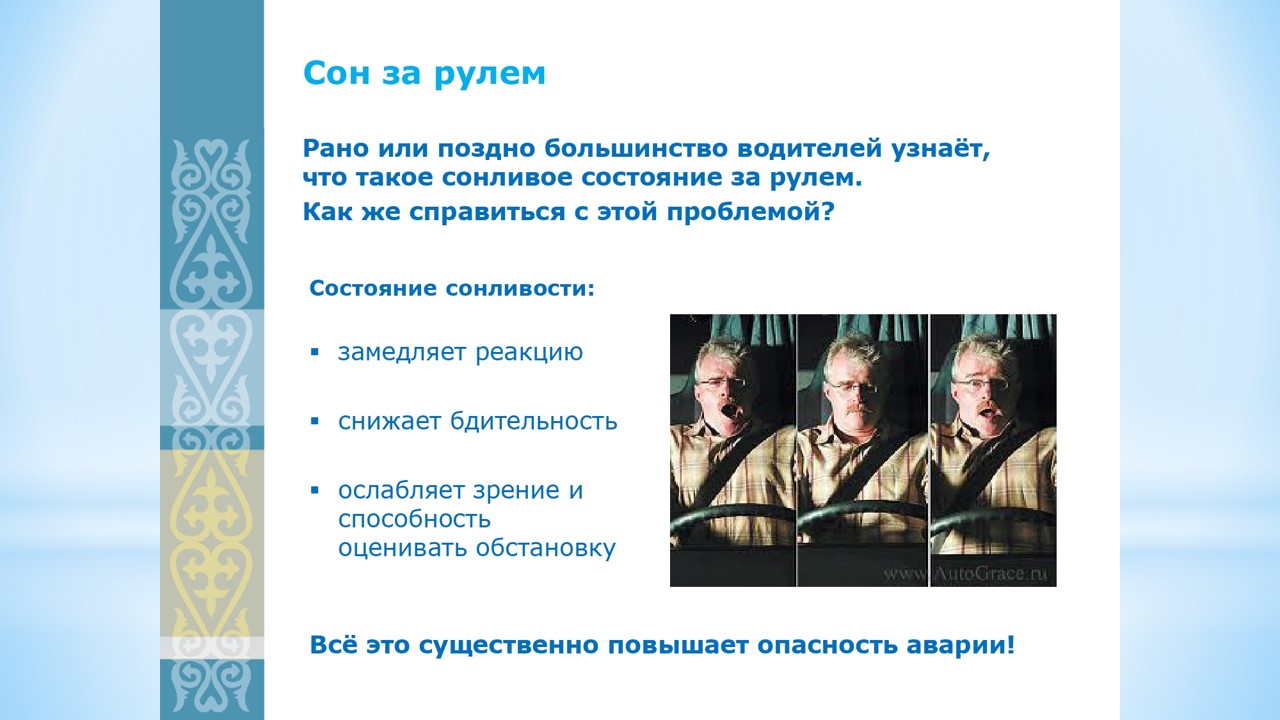 Сон за рулем
Рано или поздно большинство водителей узнаёт,
что такое сонливое состояние за рулем.
Как же справиться с этой проблемой?
Состояние сонливости:
▪ замедляет реакцию
▪ снижает бдительность
▪ ослабляет зрение и
способность
оценивать обстановку
www.AutoGrace.ru
Всё это существенно повышает опасность аварии!